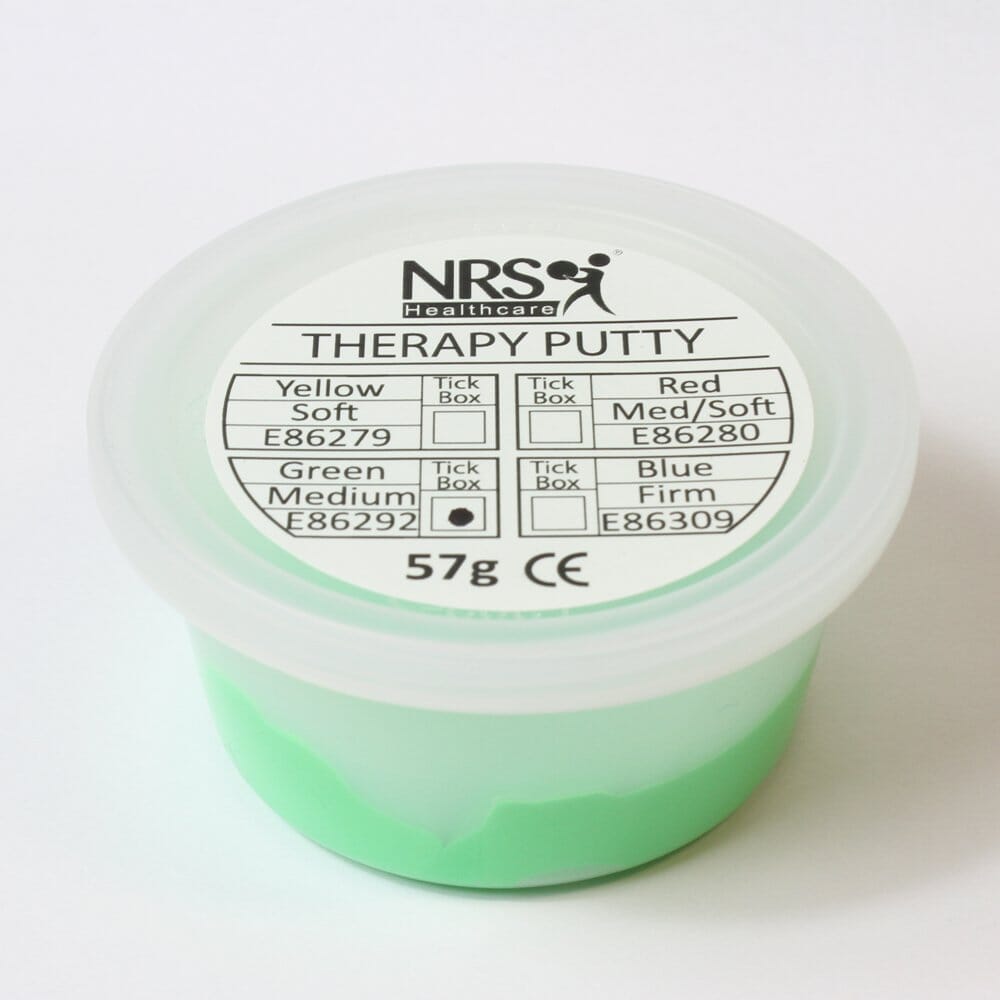 NRS®
Healthcare
THERAPY PUTTY
Yellow
Soft
E86279
Tick
Box
Tick
Box
Red
Med/Soft
E86280
Green
Medium
E86292
Tick
Box
Tick
Box
Blue
Firm
E86309
57g CE